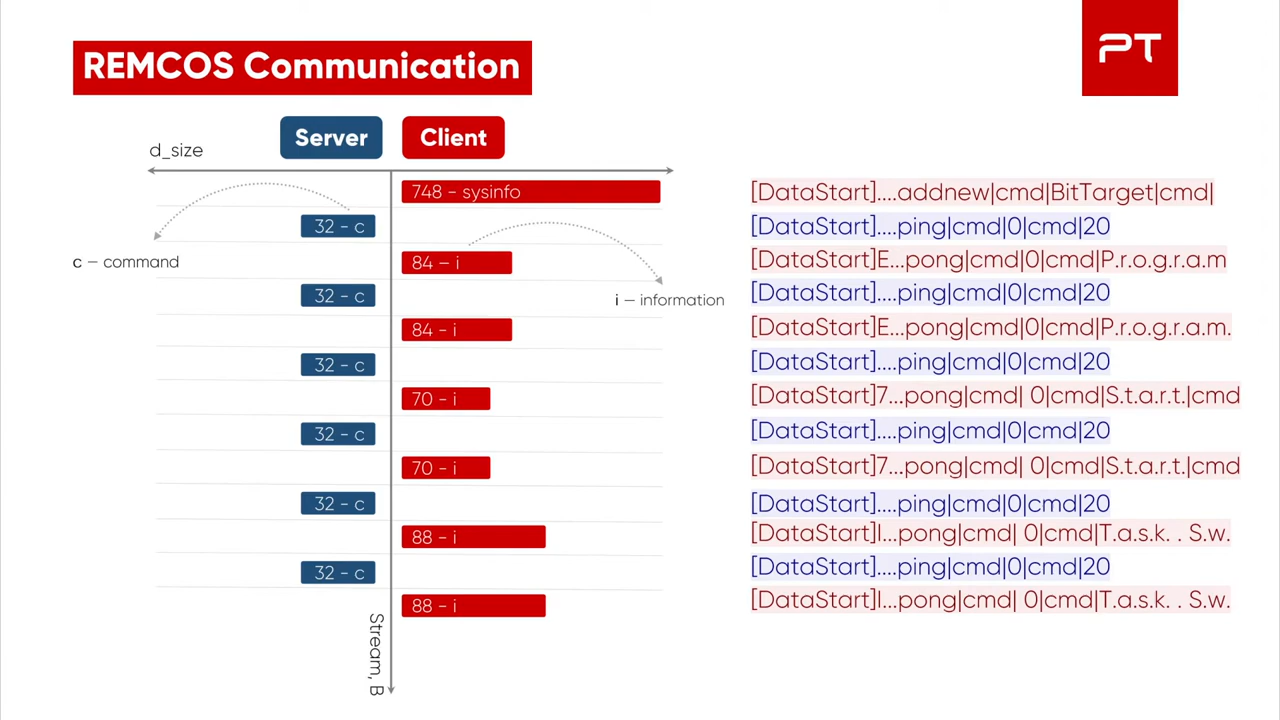 REMCOS Communication
PT
Server
Client
d_size
748 - sysinfo
[DataStart]....addnew|cmd|BitTarget|cmd|
32 - c
[DataStart]....ping|cmd|0|cmd|20
c – command
84 – i
[DataStart]E...pong|cmd|0|cmd|P.r.o.g.r.a.m
32 - c
[DataStart]....ping|cmd|0|cmd|20
i – information
84 - i
[DataStart]E...pong|cmd|0|cmd|P.r.o.g.r.a.m.
32 - c
[DataStart]....ping|cmd|0|cmd|20
70 - i
[DataStart]7...pong|cmd| 0|cmd|S.t.a.r.t.|cmd
32 - c
[DataStart]....ping|cmd|0|cmd|20
70 - i
[DataStart]7...pong|cmd| 0|cmd|S.t.a.r.t.|cmd
32 - c
[DataStart]....ping|cmd|0|cmd|20
88 - i
[DataStart]I...pong|cmd| 0|cmd|T.a.s.k. . S.w.
32 - c
[DataStart]....ping|cmd|0|cmd|20
88 - i
[DataStart]I...pong|cmd| 0|cmd|T.a.s.k. . S.w.
Stream, B